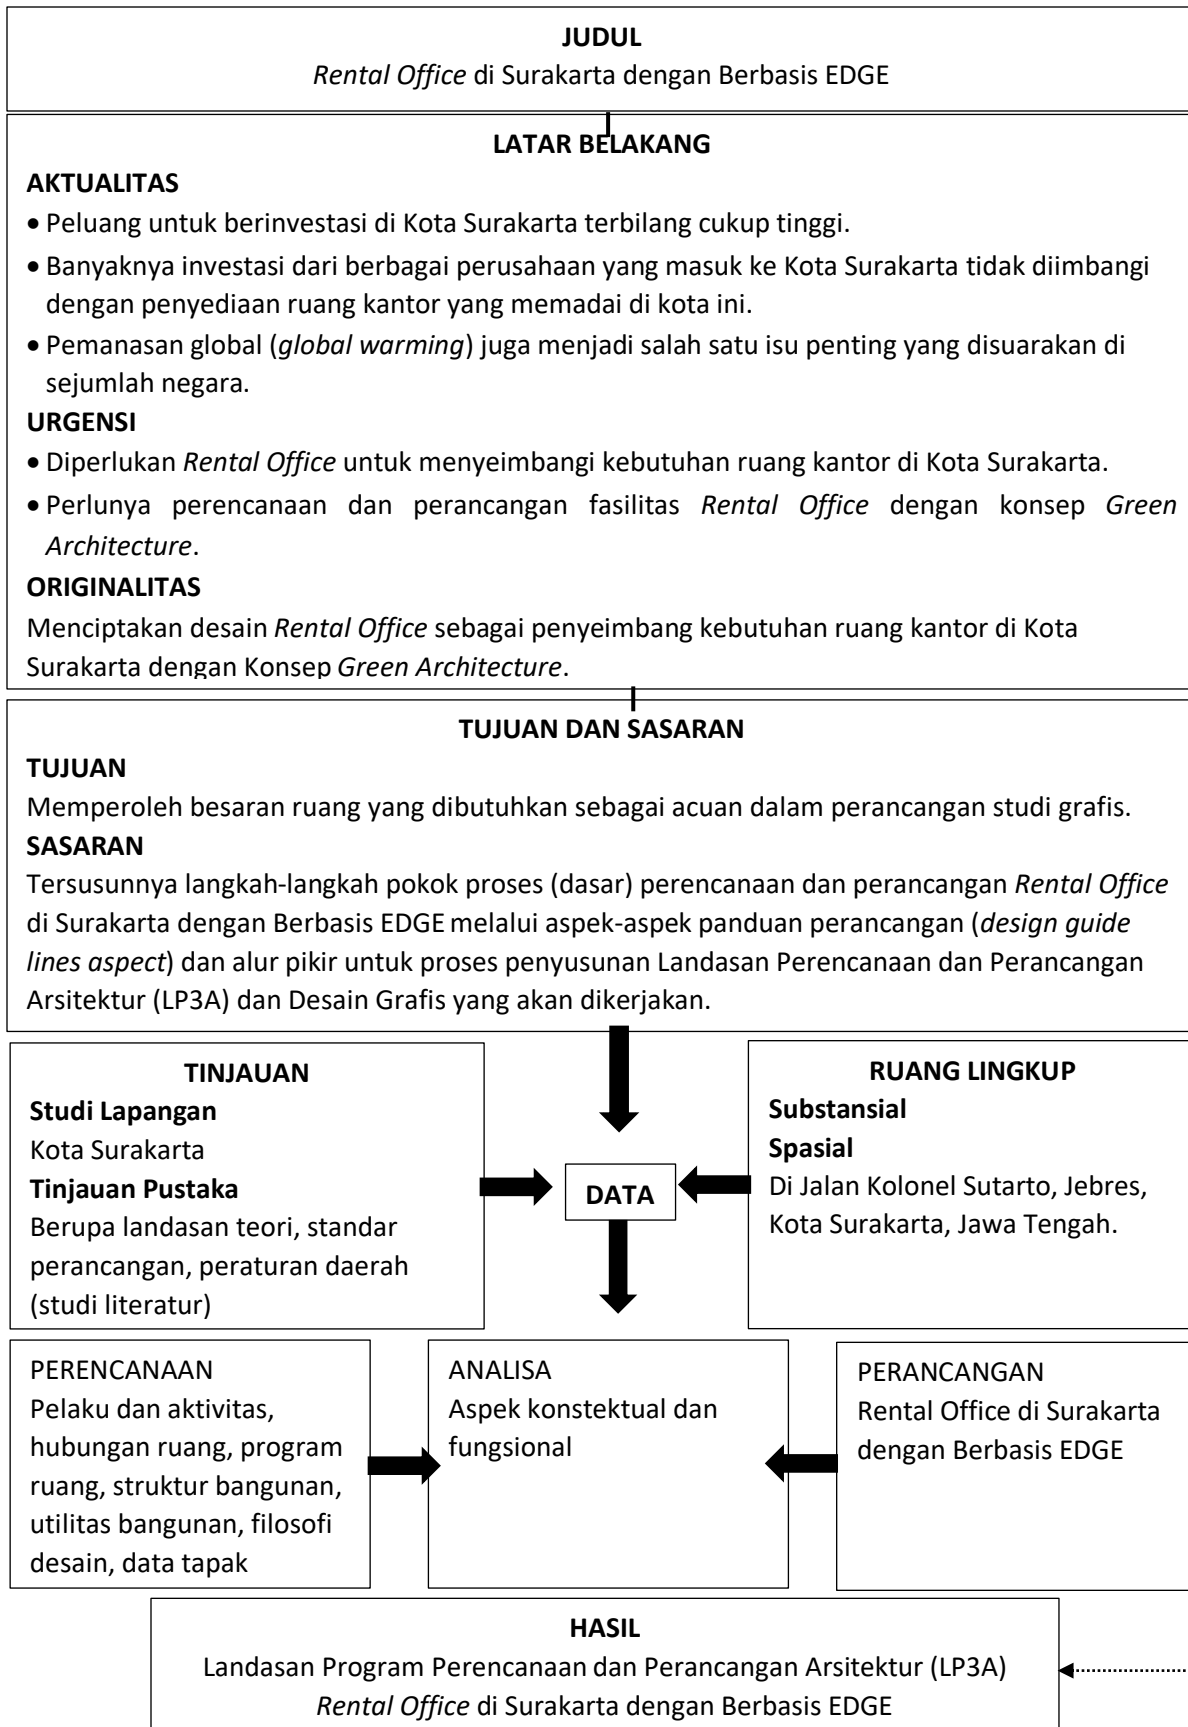 JUDUL
Rental Office di Surakarta dengan Berbasis EDGE
LATAR BELAKANG
AKTUALITAS
• Peluang untuk berinvestasi di Kota Surakarta terbilang cukup tinggi.
• Banyaknya investasi dari berbagai perusahaan yang masuk ke Kota Surakarta tidak diimbangi
dengan penyediaan ruang kantor yang memadai di kota ini.
• Pemanasan global (global warming) juga menjadi salah satu isu penting yang disuarakan di
sejumlah negara.
URGENSI
• Diperlukan Rental Office untuk menyeimbangi kebutuhan ruang kantor di Kota Surakarta.
• Perlunya perencanaan dan perancangan fasilitas Rental Office dengan konsep Green
Architecture.
ORIGINALITAS
Menciptakan desain Rental Office sebagai penyeimbang kebutuhan ruang kantor di Kota
Surakarta dengan Konsep Green Architecture.
TUJUAN DAN SASARAN
TUJUAN
Memperoleh besaran ruang yang dibutuhkan sebagai acuan dalam perancangan studi grafis.
SASARAN
Tersusunnya langkah-langkah pokok proses (dasar) perencanaan dan perancangan Rental Office
di Surakarta dengan Berbasis EDGE melalui aspek-aspek panduan perancangan (design guide
lines aspect) dan alur pikir untuk proses penyusunan Landasan Perencanaan dan Perancangan
Arsitektur (LP3A) dan Desain Grafis yang akan dikerjakan.
TINJAUAN
Studi Lapangan
Kota Surakarta
Tinjauan Pustaka
Berupa landasan teori, standar
perancangan, peraturan daerah
(studi literatur)
DATA
RUANG LINGKUP
Substansial
Spasial
Di Jalan Kolonel Sutarto, Jebres,
Kota Surakarta, Jawa Tengah.
PERENCANAAN
Pelaku dan aktivitas,
hubungan ruang, program
ruang, struktur bangunan,
utilitas bangunan, filosofi
desain, data tapak
ANALISA
Aspek konstektual dan
fungsional
PERANCANGAN
Rental Office di Surakarta
dengan Berbasis EDGE
HASIL
Landasan Program Perencanaan dan Perancangan Arsitektur (LP3A)
Rental Office di Surakarta dengan Berbasis EDGE